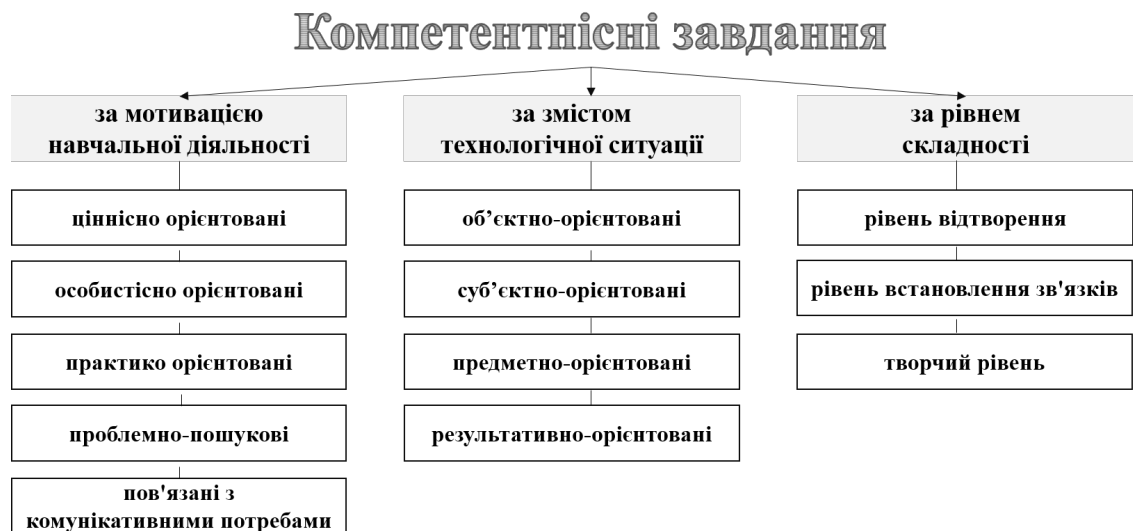 Компетентнісні завдання
за мотивацією
навчальної діяльності
ціннісно орієнтовані
особистісно орієнтовані
практико орієнтовані
проблемно-пошукові
пов'язані з
комунікативними потребами
за змістом
технологічної ситуації
об’єктно-орієнтовані
суб’єктно-орієнтовані
предметно-орієнтовані
результативно-орієнтовані
за рівнем
складності
рівень відтворення
рівень встановлення зв'язків
творчий рівень